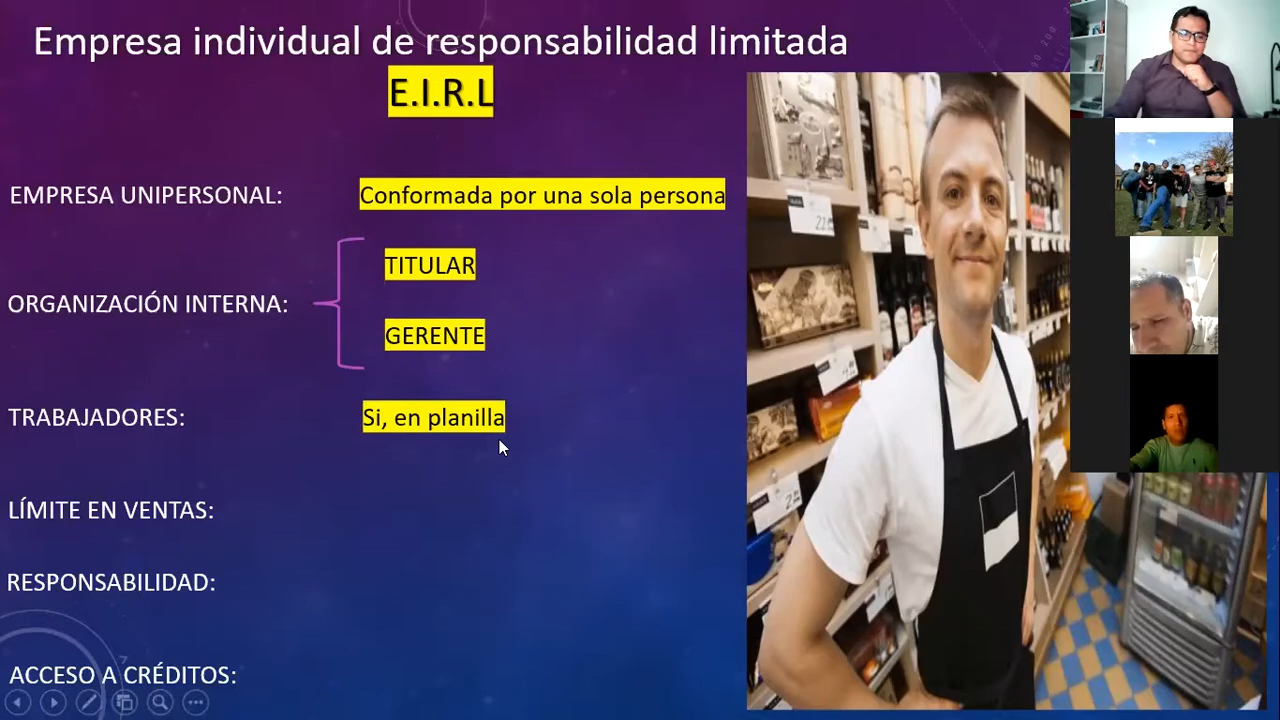 Empresa individual de responsabilidad limitada
E.I.R.L
EMPRESA UNIPERSONAL: Conformada por una sola persona
ORGANIZACIÓN INTERNA:
TITULAR
GERENTE
TRABAJADORES: Si, en planilla
LÍMITE EN VENTAS:
RESPONSABILIDAD:
ACCESO A CRÉDITOS: